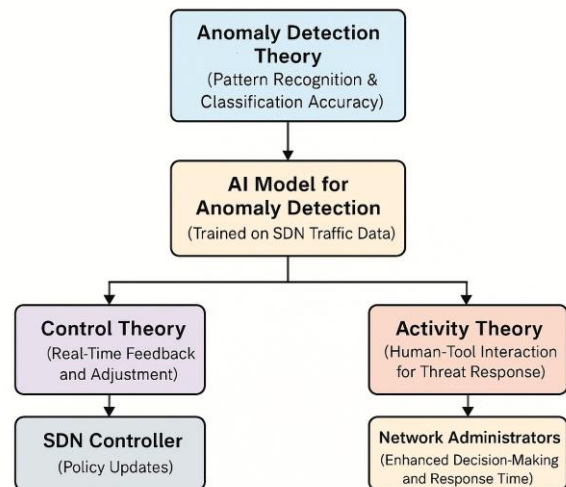 Anomaly Detection
Theory
(Pattern Recognition &
Classification Accuracy)
AI Model for
Anomaly Detection
(Trained on SDN Traffic Data)
Control Theory
(Real-Time Feedback
and Adjustment)
Activity Theory
(Human-Tool Interaction
for Threat Response)
SDN Controller
(Policy Updates)
Network Administrators
(Enhanced Decision-Making
and Response Time)